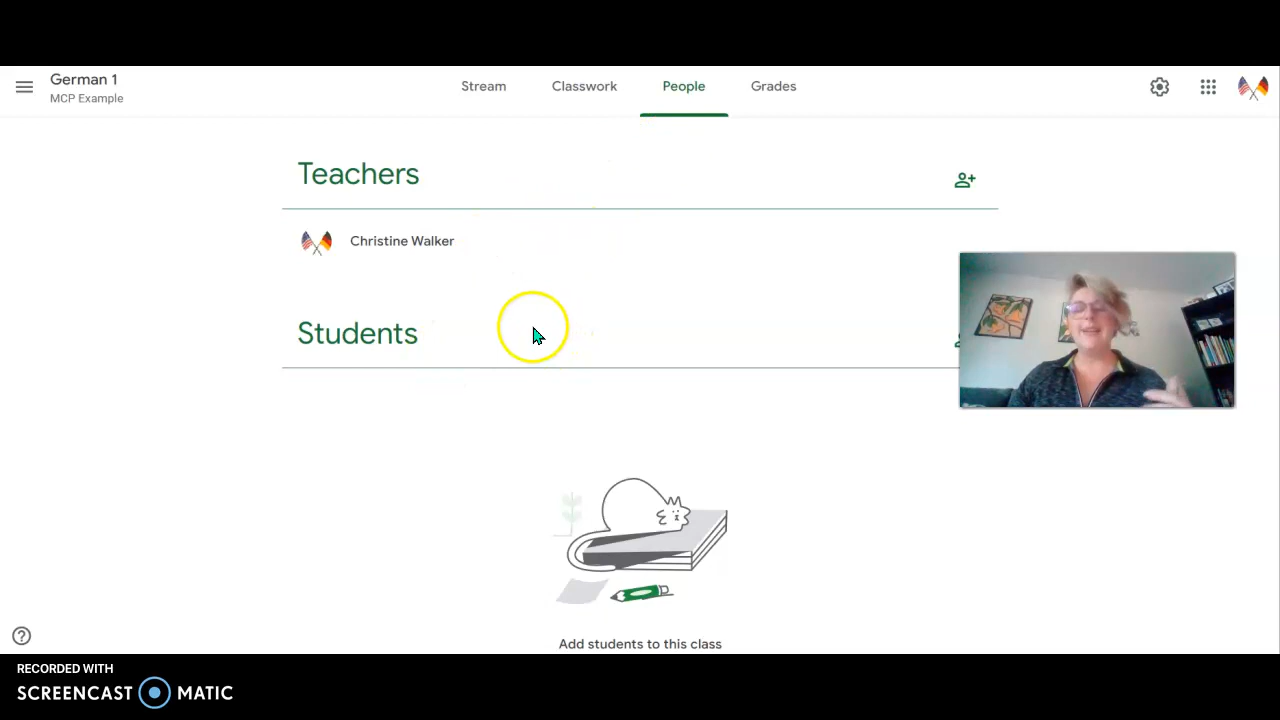 German 1
MCP Example
Stream
Classwork
People
Grades
Teachers
Christine Walker
Students
Add students to this class
RECORDED WITH
SCREENCAST MATIC